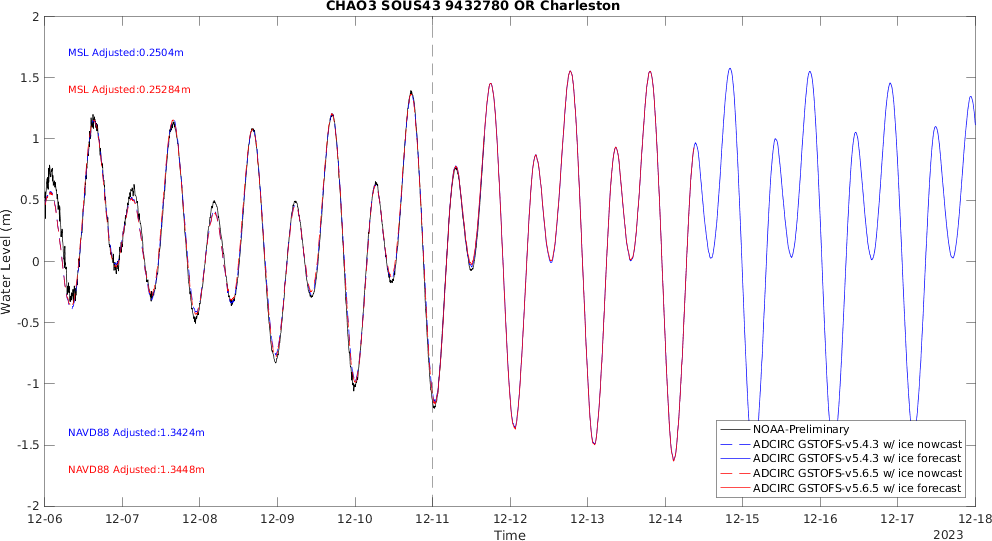 CHAO3 SOUS43 9432780 OR Charleston
2
1.5
1
0.5
0
-0.5
-1
-1.5
-2
Water Level (m)
MSL Adjusted:0.2504m
MSL Adjusted:0.25284m
NAVD88 Adjusted:1.3424m
NAVD88 Adjusted:1.3448m
NOAA-Preliminary
ADCIRC GSTOFS-v5.4.3 w/ ice nowcast
ADCIRC GSTOFS-v5.4.3 w/ ice forecast
ADCIRC GSTOFS-v5.6.5 w/ ice nowcast
ADCIRC GSTOFS-v5.6.5 w/ ice forecast
12-06 12-07 12-08 12-09 12-10 12-11 12-12 12-13 12-14 12-15 12-16 12-17 12-18
Time
2023